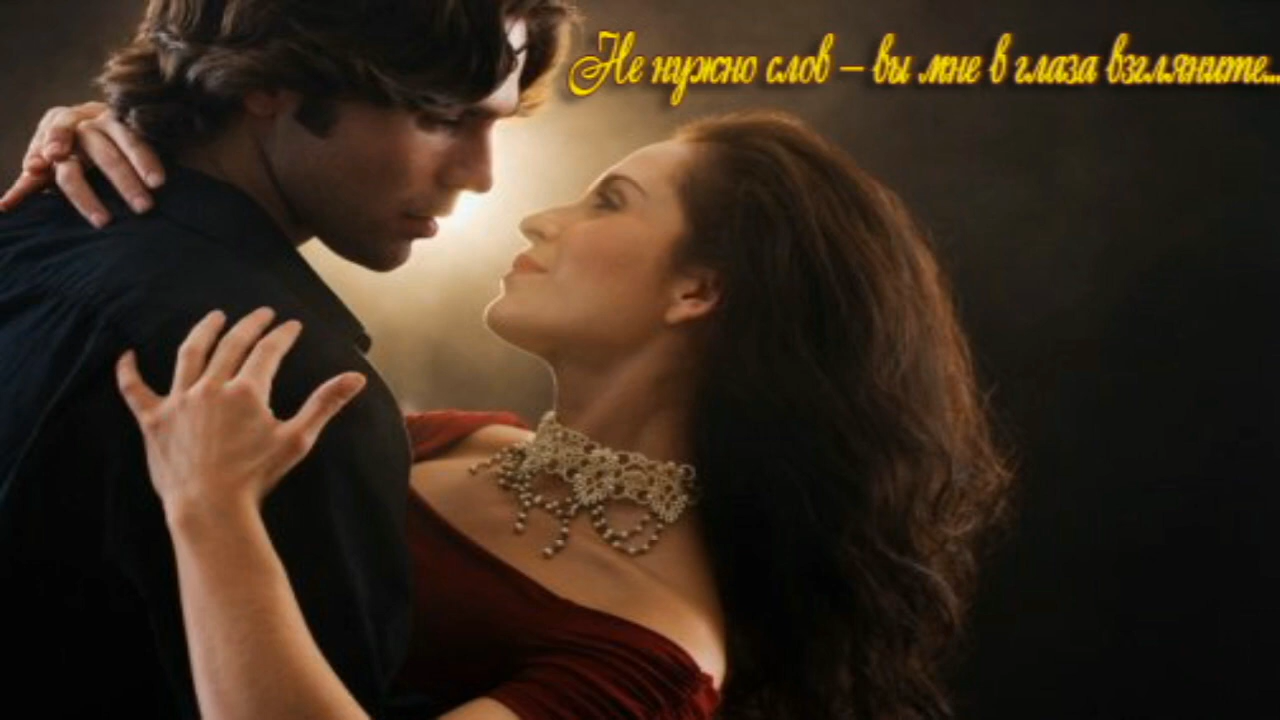 Не нужно слов – вы мне в глаза взгляните...